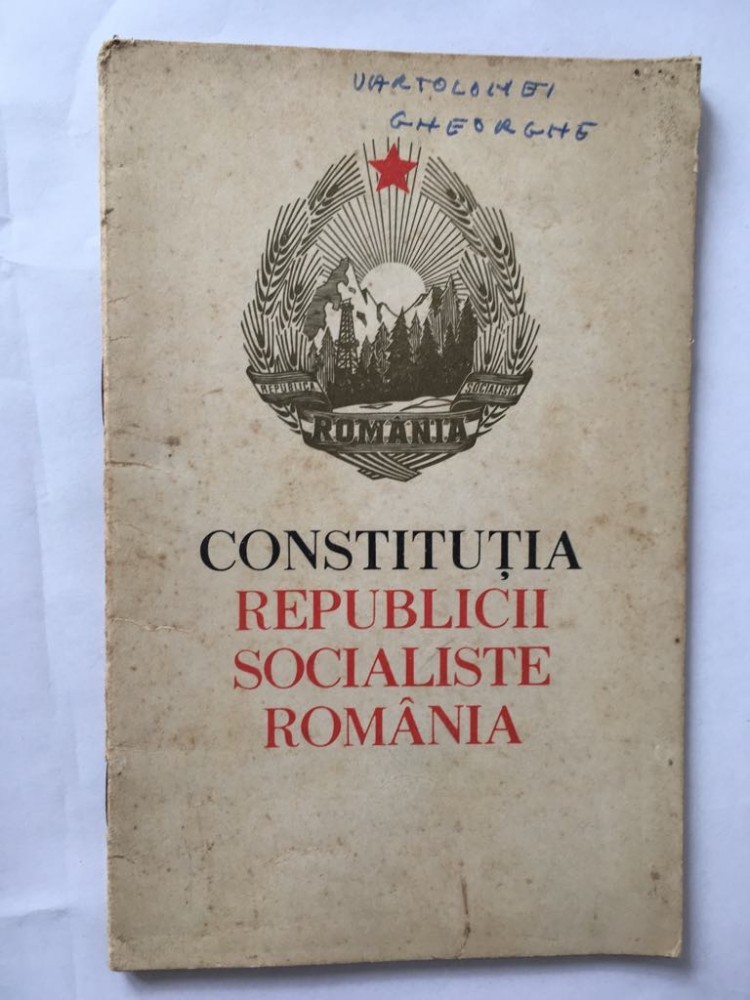 VARTOLOMEI
GHEORGHE
REPUBLICA SOCIALISTA
ROMÂNIA
CONSTITUȚIA
REPUBLICII
SOCIALISTE
ROMÂNIA